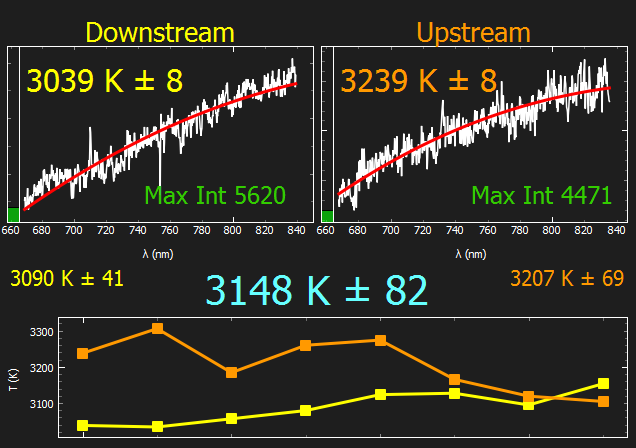 Downstream
3039 K ± 8
Max Int 5620
660 680 700 720 740 760 780 800 820 840
λ (nm)
Upstream
3239 K ± 8
Max Int 4471
660 680 700 720 740 760 780 800 820 840
λ (nm)
3090 K ± 41
3148 K ± 82
3207 K ± 69
T (K)
3300
3200
3100